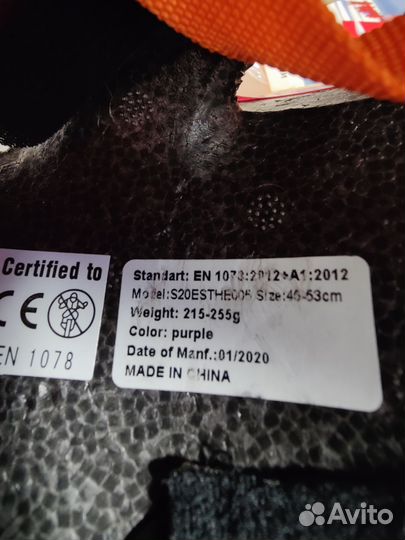 Certified to
CE
EN 1078
Standart: EN 1078:2012+A1:2012
Model:S20ESTHE005 Size:48-53cm
Weight: 215-255g
Color: purple
Date of Manf.:01/2020
MADE IN CHINA
Avito